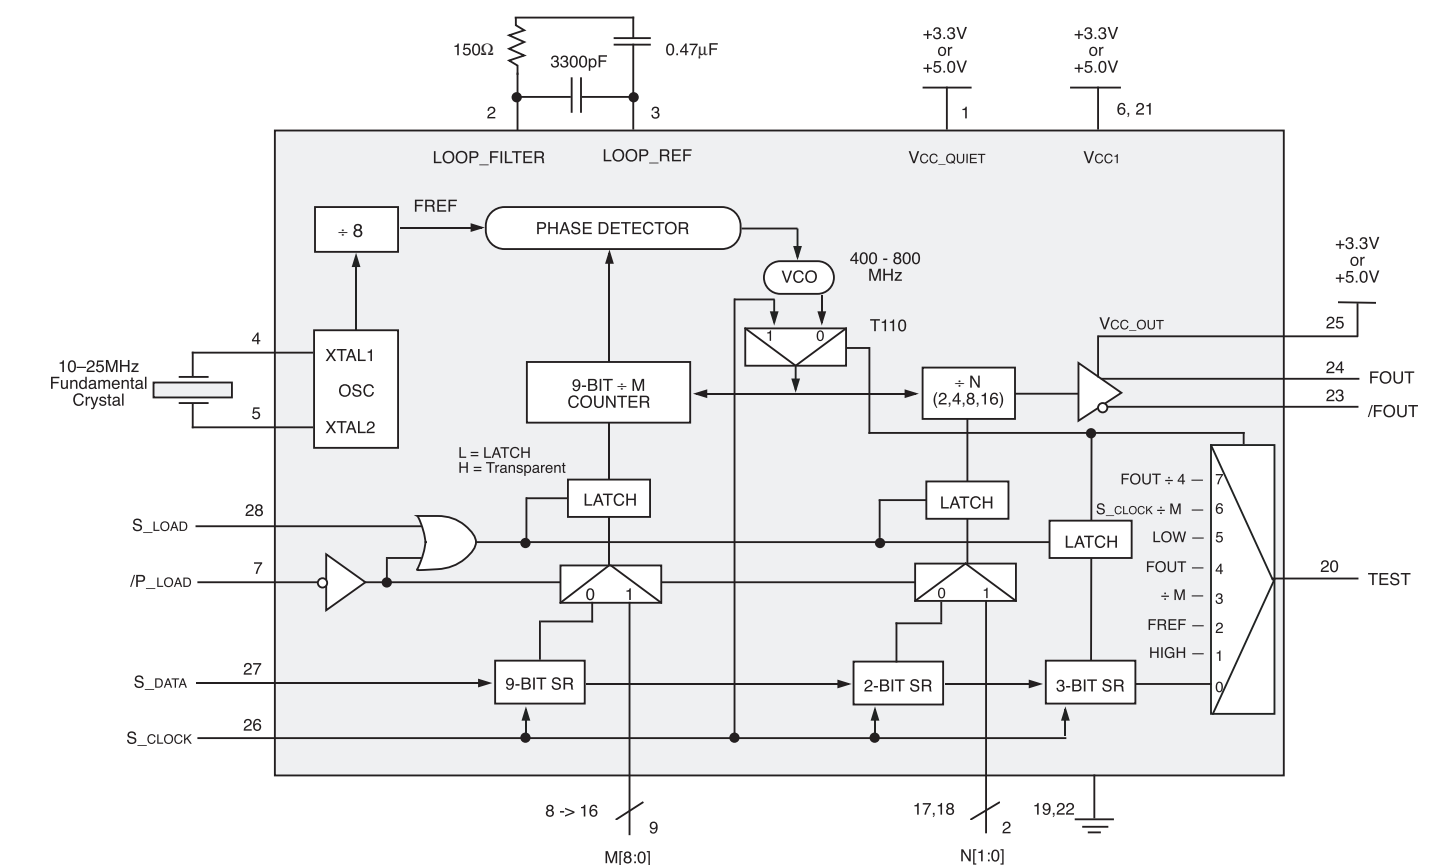 150Ω
3300pF
0.47μF
+3.3V
or
+5.0V
+3.3V
or
+5.0V
2
3
1
6, 21
LOOP_FILTER
LOOP_REF
VCC_QUIET
VCC1
FREF
÷ 8
PHASE DETECTOR
VCO
400 - 800
MHz
+3.3V
or
+5.0V
1
0
T110
VCC_OUT
25
4
XTAL1
10–25MHz
Fundamental
Crystal
OSC
5
XTAL2
9-BIT ÷ M
COUNTER
÷ N
(2,4,8,16)
24
FOUT
23
/FOUT
L = LATCH
H = Transparent
LATCH
LATCH
LATCH
FOUT ÷ 4
7
S_CLOCK ÷ M
6
LOW
5
FOUT
4
÷ M
3
FREF
2
HIGH
1
0
20
TEST
28
S_LOAD
7
/P_LOAD
0
1
0
1
27
S_DATA
9-BIT SR
2-BIT SR
3-BIT SR
26
S_CLOCK
8 -> 16
9
M[8:0]
17,18
2
N[1:0]
19,22